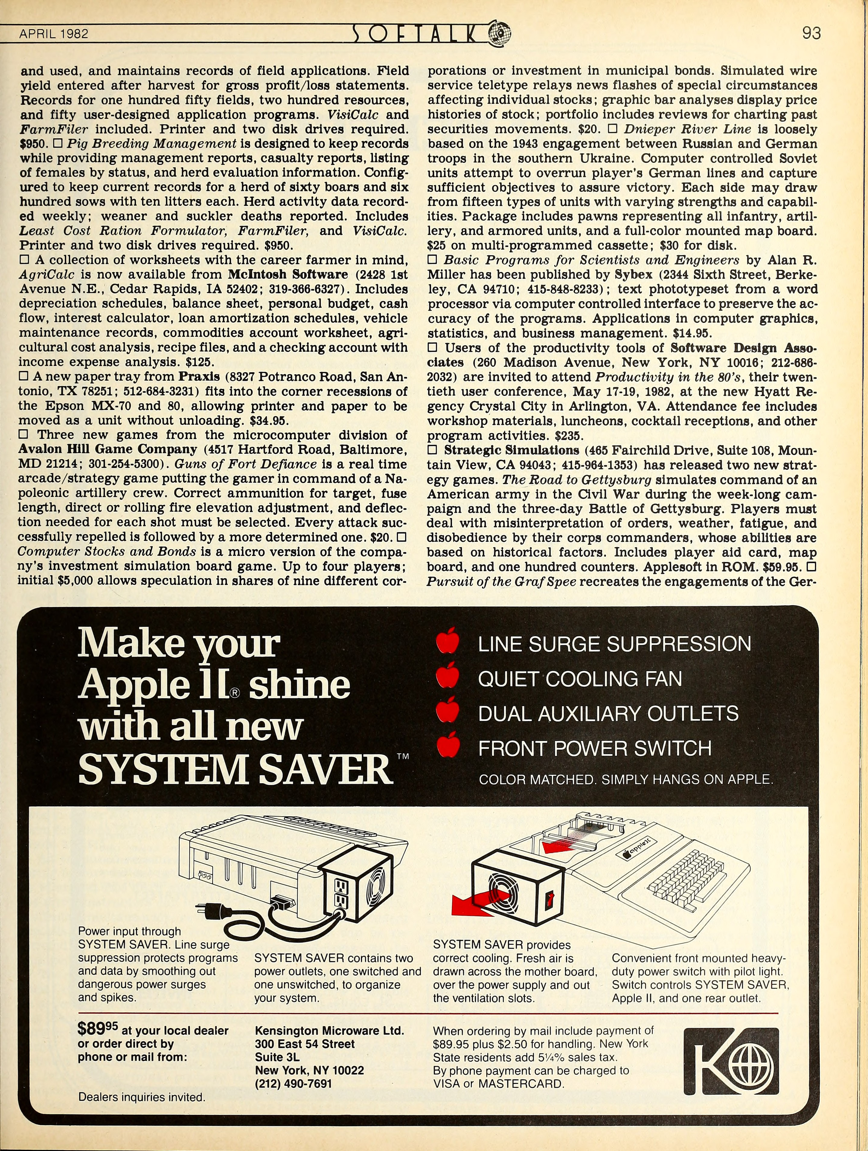 APRIL 1982
SOFTALK
93
and used, and maintains records of field applications. Field
yield entered after harvest for gross profit/loss statements.
Records for one hundred fifty fields, two hundred resources,
and fifty user-designed application programs. VisiCalc and
FarmFiler included. Printer and two disk drives required.
$950. □ Pig Breeding Management is designed to keep records
while providing management reports, casualty reports, listing
of females by status, and herd evaluation information. Config-
ured to keep current records for a herd of sixty boars and six
hundred sows with ten litters each. Herd activity data record-
ed weekly; weaner and suckler deaths reported. Includes
Least Cost Ration Formulator, FarmFiler, and VisiCalc.
Printer and two disk drives required. $950.
□ A collection of worksheets with the career farmer in mind,
AgriCalc is now available from McIntosh Software (2428 1st
Avenue N.E., Cedar Rapids, IA 52402; 319-366-6327). Includes
depreciation schedules, balance sheet, personal budget, cash
flow, interest calculator, loan amortization schedules, vehicle
maintenance records, commodities account worksheet, agri-
cultural cost analysis, recipe files, and a checking account with
income expense analysis. $125.
□ A new paper tray from Praxis (8327 Potranco Road, San An-
tonio, TX 78251; 512-684-3231) fits into the corner recessions of
the Epson MX-70 and 80, allowing printer and paper to be
moved as a unit without unloading. $34.95.
□ Three new games from the microcomputer division of
Avalon Hill Game Company (4517 Hartford Road, Baltimore,
MD 21214; 301-254-5300). Guns of Fort Defiance is a real time
arcade/strategy game putting the gamer in command of a Na-
poleonic artillery crew. Correct ammunition for target, fuse
length, direct or rolling fire elevation adjustment, and deflec-
tion needed for each shot must be selected. Every attack suc-
cessfully repelled is followed by a more determined one. $20. □
Computer Stocks and Bonds is a micro version of the compa-
ny's investment simulation board game. Up to four players;
initial $5,000 allows speculation in shares of nine different cor-
porations or investment in municipal bonds. Simulated wire
service teletype relays news flashes of special circumstances
affecting individual stocks; graphic bar analyses display price
histories of stock; portfolio includes reviews for charting past
securities movements. $20. □ Dnieper River Line is loosely
based on the 1943 engagement between Russian and German
troops in the southern Ukraine. Computer controlled Soviet
units attempt to overrun player's German lines and capture
sufficient objectives to assure victory. Each side may draw
from fifteen types of units with varying strengths and capabil-
ities. Package includes pawns representing all infantry, artil-
lery, and armored units, and a full-color mounted map board.
$25 on multi-programmed cassette; $30 for disk.
□ Basic Programs for Scientists and Engineers by Alan R.
Miller has been published by Sybex (2344 Sixth Street, Berke-
ley, CA 94710; 415-848-8233); text phototypeset from a word
processor via computer controlled interface to preserve the ac-
curacy of the programs. Applications in computer graphics,
statistics, and business management. $14.95.
□ Users of the productivity tools of Software Design Asso-
ciates (260 Madison Avenue, New York, NY 10016; 212-686-
2032) are invited to attend Productivity in the 80's, their twen-
tieth user conference, May 17-19, 1982, at the new Hyatt Re-
gency Crystal City in Arlington, VA. Attendance fee includes
workshop materials, luncheons, cocktail receptions, and other
program activities. $235.
□ Strategic Simulations (465 Fairchild Drive, Suite 108, Moun-
tain View, CA 94043; 415-964-1353) has released two new strat-
egy games. The Road to Gettysburg simulates command of an
American army in the Civil War during the week-long cam-
paign and the three-day Battle of Gettysburg. Players must
deal with misinterpretation of orders, weather, fatigue, and
disobedience by their corps commanders, whose abilities are
based on historical factors. Includes player aid card, map
board, and one hundred counters. Applesoft in ROM. $59.95. □
Pursuit of the Graf Spee recreates the engagements of the Ger-
Make your
Apple ][® shine
with all new
SYSTEM SAVER™
LINE SURGE SUPPRESSION
QUIET COOLING FAN
DUAL AUXILIARY OUTLETS
FRONT POWER SWITCH
COLOR MATCHED. SIMPLY HANGS ON APPLE.
Power input through
SYSTEM SAVER. Line surge
suppression protects programs
and data by smoothing out
dangerous power surges
and spikes.
SYSTEM SAVER contains two
power outlets, one switched and
one unswitched, to organize
your system.
SYSTEM SAVER provides
correct cooling. Fresh air is
drawn across the mother board,
over the power supply and out
the ventilation slots.
Convenient front mounted heavy-
duty power switch with pilot light.
Switch controls SYSTEM SAVER,
Apple II, and one rear outlet.
$89⁹⁵ at your local dealer
or order direct by
phone or mail from:
Dealers inquiries invited.
Kensington Microware Ltd.
300 East 54 Street
Suite 3L
New York, NY 10022
(212) 490-7691
When ordering by mail include payment of
$89.95 plus $2.50 for handling. New York
State residents add 5¼% sales tax.
By phone payment can be charged to
VISA or MASTERCARD.